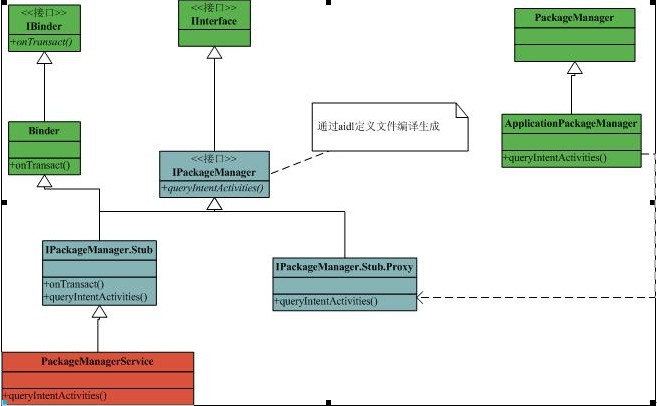 <<接口>>
IBinder
+onTransact()
<<接口>>
IInterface
PackageManager
Binder
+onTransact()
<<接口>>
IPackageManager
+queryIntentActivities()
通过aidl定义文件编译生成
ApplicationPackageManager
+queryIntentActivities()
IPackageManager.Stub
+onTransact()
+queryIntentActivities()
IPackageManager.Stub.Proxy
+queryIntentActivities()
PackageManagerService
+queryIntentActivities()